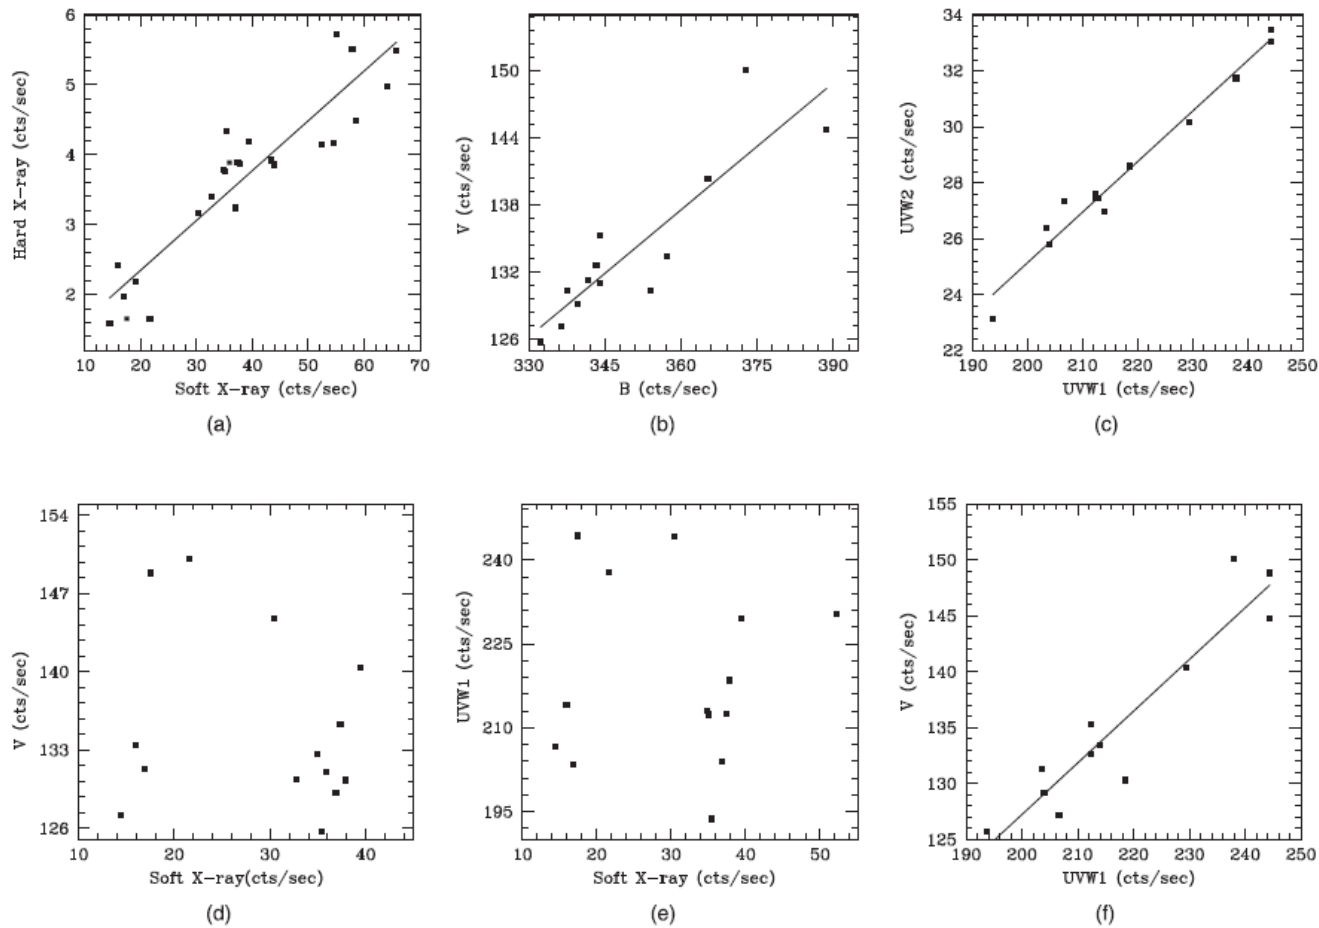 6
5
4
3
2
Hard X-ray (cts/sec)
10 20 30 40 50 60 70
Soft X-ray (cts/sec)
(a)
150
144
138
132
126
V (cts/sec)
330 345 360 375 390
B (cts/sec)
(b)
34
32
30
28
26
24
22
UVW2 (cts/sec)
190 200 210 220 230 240 250
UVW1 (cts/sec)
(c)
154
147
140
133
126
V (cts/sec)
10 20 30 40
Soft X-ray(cts/sec)
(d)
240
225
210
195
UVW1 (cts/sec)
10 20 30 40 50
Soft X-ray (cts/sec)
(e)
155
150
145
140
135
130
125
V (cts/sec)
190 200 210 220 230 240 250
UVW1 (cts/sec)
(f)